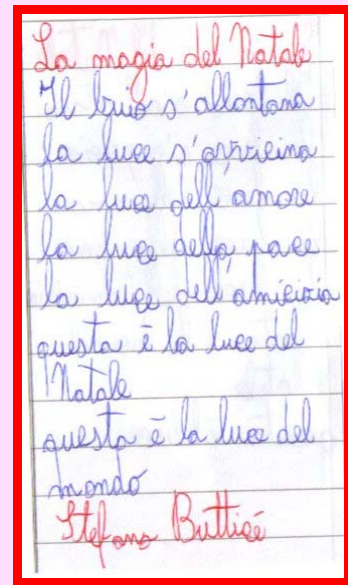 La magia del Natale
Il buio s'allontana
la luce s'avvicina
la luce dell'amore
la luce della pace
la luce dell'amicizia
questa è la luce del
Natale
questa è la luce del
mondo
Stefano Butticé